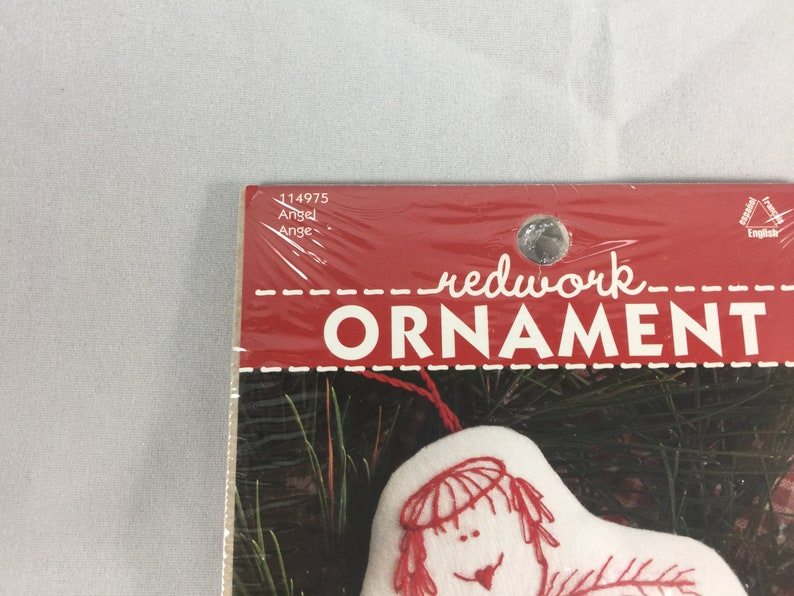 114975
Angel
Ange
español
Français
English
redwork
ORNAMENT